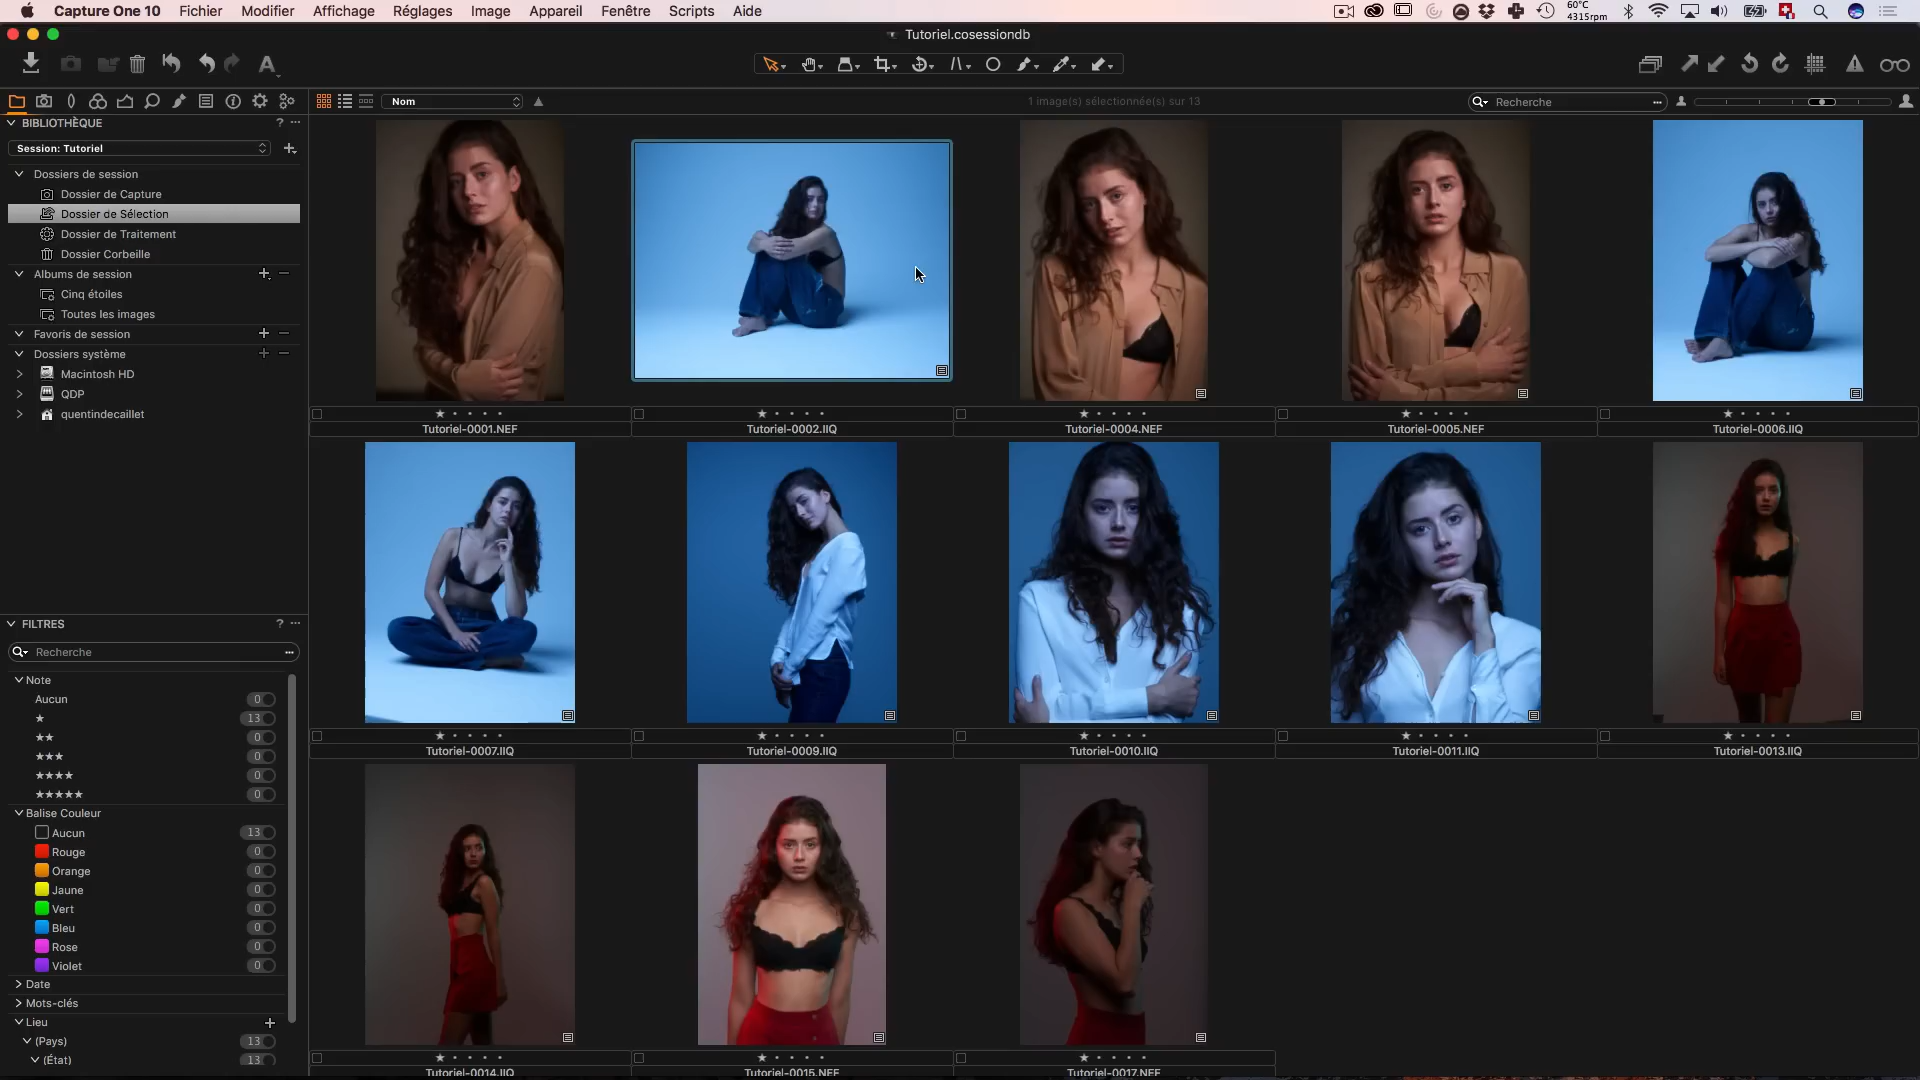 Capture One 10 Fichier Modifier Affichage Réglages Image Appareil Fenêtre Scripts Aide 60°C 4315rpm
Tutoriel.cosessiondb
Nom 1 image(s) sélectionnée(s) sur 13 Recherche
BIBLIOTHÈQUE ?
Session: Tutoriel
Dossiers de session
Dossier de Capture
Dossier de Sélection
Dossier de Traitement
Dossier Corbeille
Albums de session
Cinq étoiles
Toutes les images
Favoris de session
Dossiers système
Macintosh HD
QDP
quentindecaillet
FILTRES ?
Recherche
Note
Aucun 0
★ 13
★★ 0
★★★ 0
★★★★ 0
★★★★★ 0
Balise Couleur
Aucun 13
Rouge 0
Orange 0
Jaune 0
Vert 0
Bleu 0
Rose 0
Violet 0
Date
Mots-clés
Lieu
(Pays) 13
(État) 13
Tutoriel-0001.NEF Tutoriel-0002.IIQ Tutoriel-0004.NEF Tutoriel-0005.NEF Tutoriel-0006.IIQ
Tutoriel-0007.IIQ Tutoriel-0009.IIQ Tutoriel-0010.IIQ Tutoriel-0011.IIQ Tutoriel-0013.IIQ
Tutoriel-0014.IIQ Tutoriel-0015.NEF Tutoriel-0017.NEF